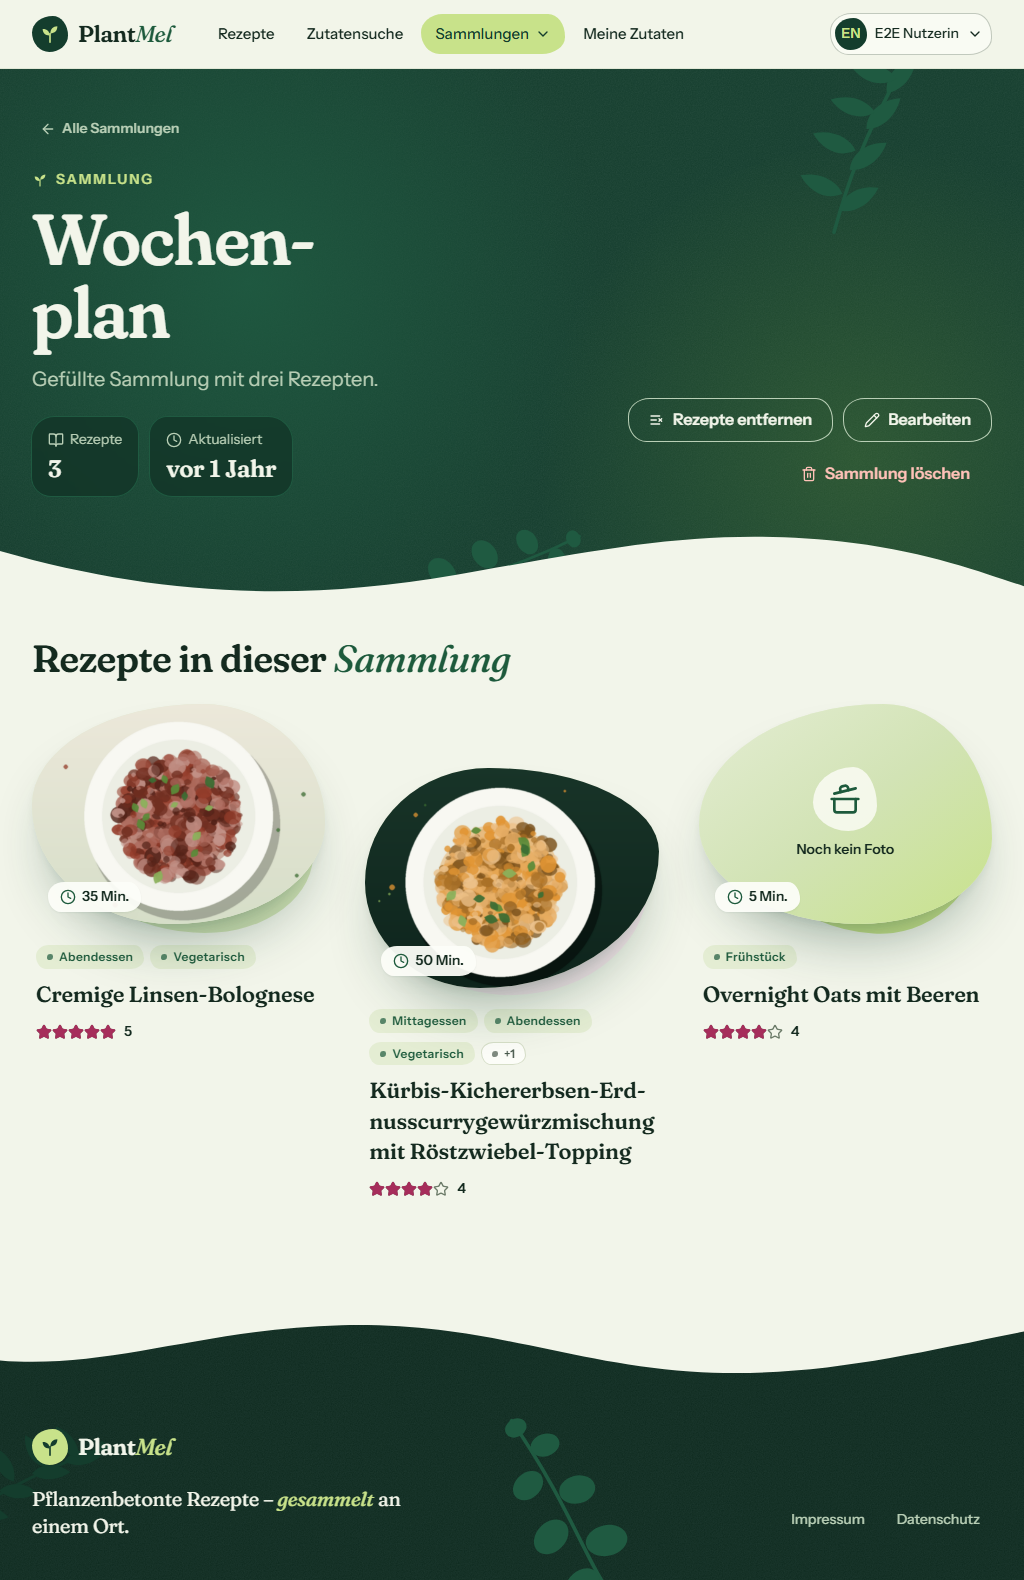 PlantMel
Rezepte
Zutatensuche
Sammlungen
Meine Zutaten
EN
E2E Nutzerin
Alle Sammlungen
SAMMLUNG
Wochen-
plan
Gefüllte Sammlung mit drei Rezepten.
Rezepte
3
Aktualisiert
vor 1 Jahr
Rezepte entfernen
Bearbeiten
Sammlung löschen
Rezepte in dieser Sammlung
35 Min.
Abendessen
Vegetarisch
Cremige Linsen-Bolognese
5
50 Min.
Mittagessen
Abendessen
Vegetarisch
+1
Kürbis-Kichererbsen-Erd-
nusscurrygewürzmischung
mit Röstzwiebel-Topping
4
Noch kein Foto
5 Min.
Frühstück
Overnight Oats mit Beeren
4
PlantMel
Pflanzenbetonte Rezepte – gesammelt an
einem Ort.
Impressum
Datenschutz